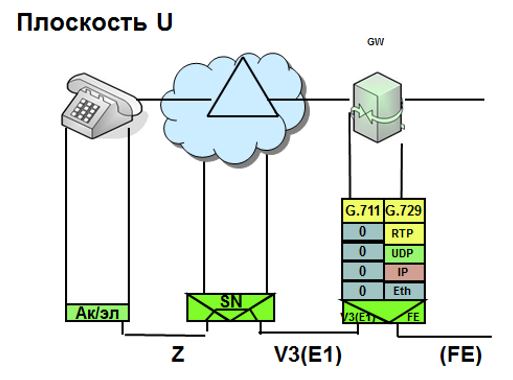 Плоскость U
GW
G.711 G.729
0 RTP
0 UDP
0 IP
0 Eth
Ак/эл SN V3(E1) FE
Z V3(E1) (FE)